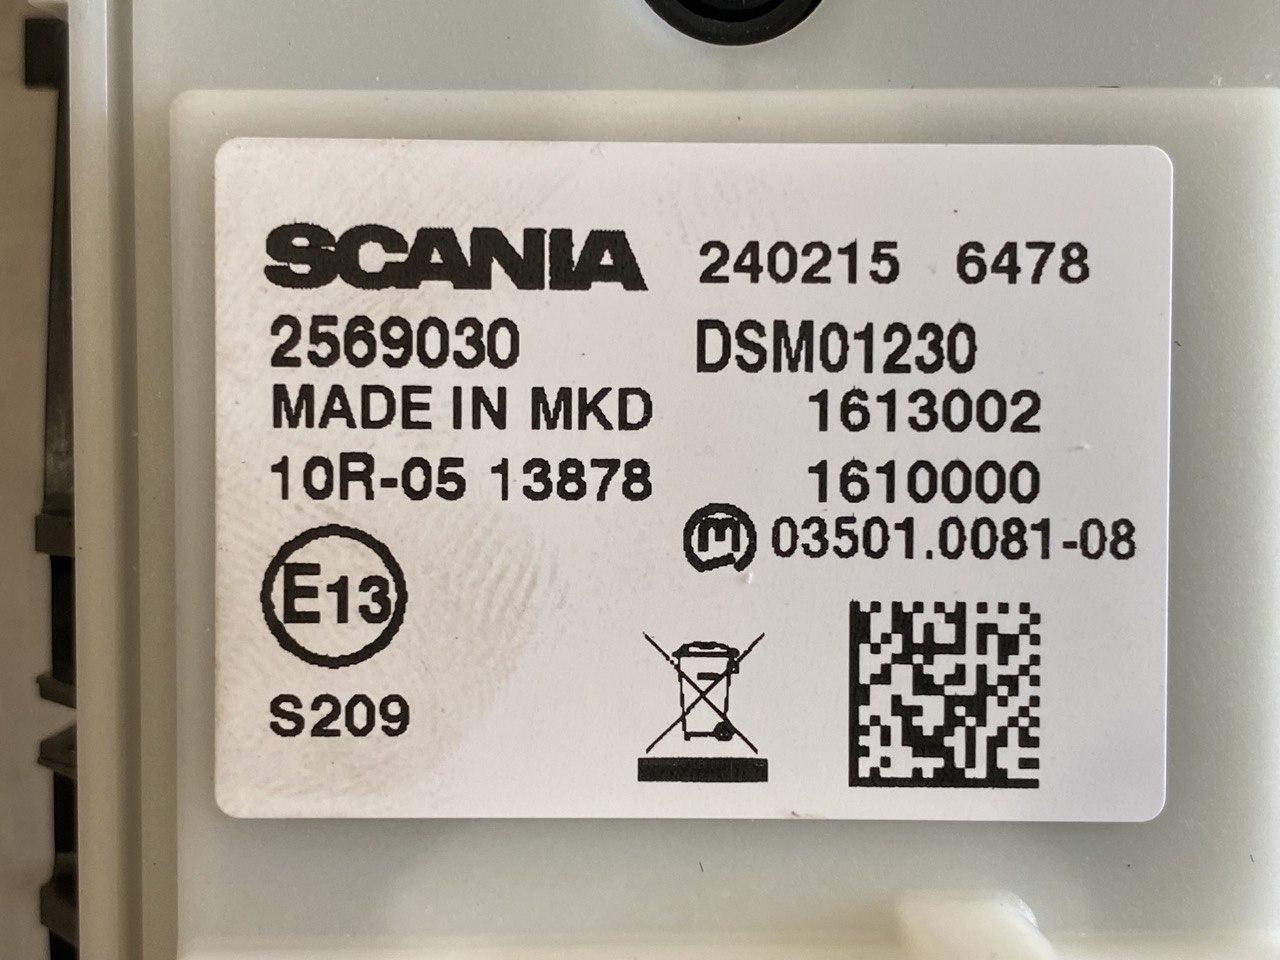 SCANIA 240215 6478
2569030 DSM01230
MADE IN MKD 1613002
10R-05 13878 1610000
M 03501.0081-08
E13
S209